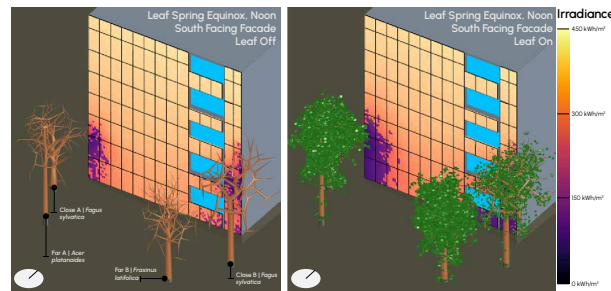 Leaf Spring Equinox, Noon
South Facing Facade
Leaf Off
Close A | Fagus
sylvatica
Far A | Acer
platanoides
Far B | Fraxinus
latifolica
Close B | Fagus
sylvatica
Leaf Spring Equinox, Noon
South Facing Facade
Leaf On
Irradiance
450 kWh/m²
300 kWh/m²
150 kWh/m²
0 kWh/m²